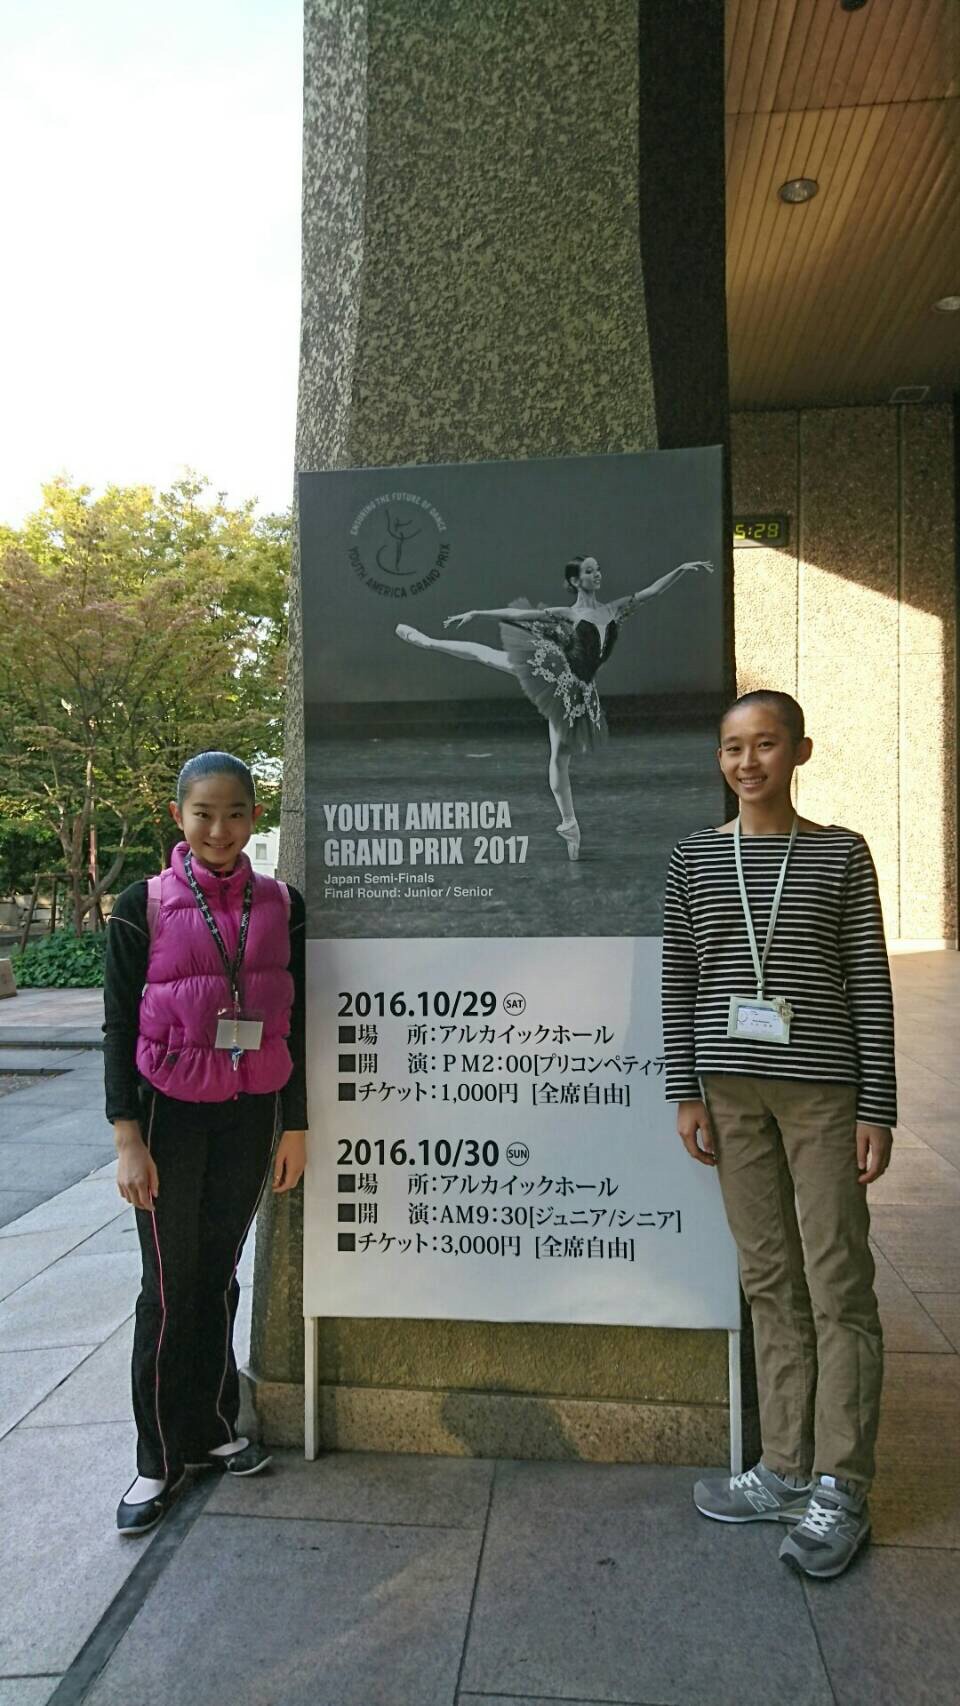 ENSURING THE FUTURE OF DANCE
YOUTH AMERICA GRAND PRIX
5:28
YOUTH AMERICA
GRAND PRIX 2017
Japan Semi-Finals
Final Round: Junior / Senior
2016.10/29 SAT
■場 所:アルカイックホール
■開 演:PM2:00[プリコンペティテ
■チケット:1,000円 [全席自由]
2016.10/30 SUN
■場 所:アルカイックホール
■開 演:AM9:30[ジュニア/シニア]
■チケット:3,000円 [全席自由]
N
N